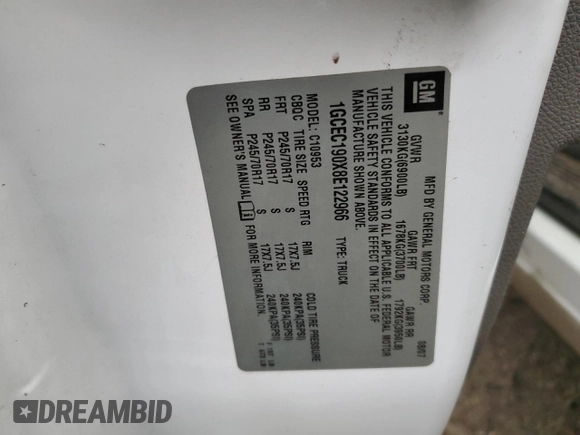 GM
MFD BY GENERAL MOTORS CORP. 08/07
GVWR GAWR FRT GAWR RR
3130KG(6900LB) 1678KG(3700LB) 1792KG(3950LB)
THIS VEHICLE CONFORMS TO ALL APPLICABLE U.S. FEDERAL MOTOR
VEHICLE SAFETY STANDARDS IN EFFECT ON THE DATE OF
MANUFACTURE SHOWN ABOVE.
1GCEC190X8E122966 TYPE: TRUCK
MODEL: C10953
CBOC TIRE SIZE SPEED RTG RIM COLD TIRE PRESSURE
FRT P245/70R17 S 17X7.5J 240KPA(35PSI)
RR P245/70R17 S 17X7.5J 240KPA(35PSI)
SPA P245/70R17 S 17X7.5J 240KPA(35PSI)
SEE OWNER'S MANUAL FOR MORE INFORMATION.
DREAMBID